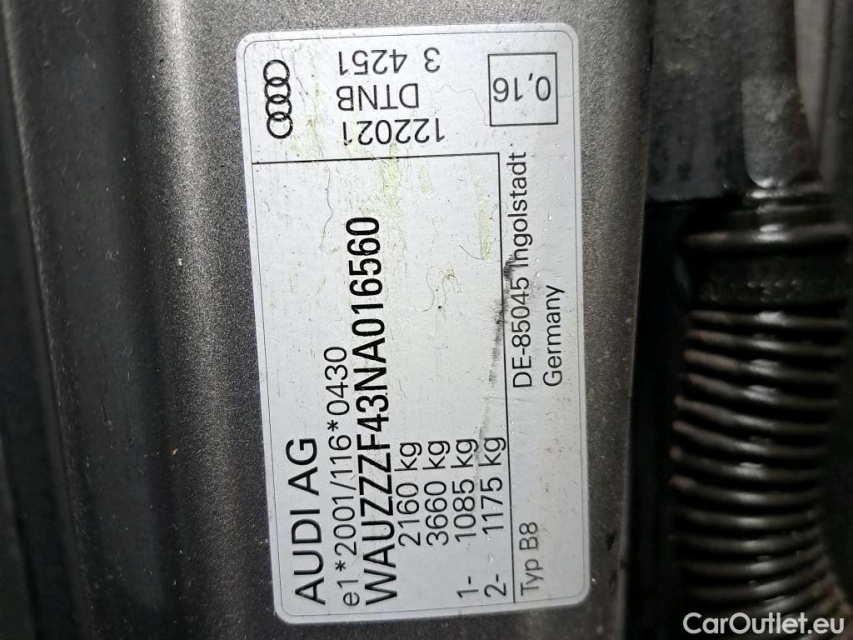 AUDI AG
e1*2001/116*0430
WAUZZZF43NA016560
2160 kg
3660 kg
1- 1085 kg
2- 1175 kg
Typ B8
DE-85045 Ingolstadt
Germany
122021
DTNB
3 4251
0,16
CarOutlet.eu